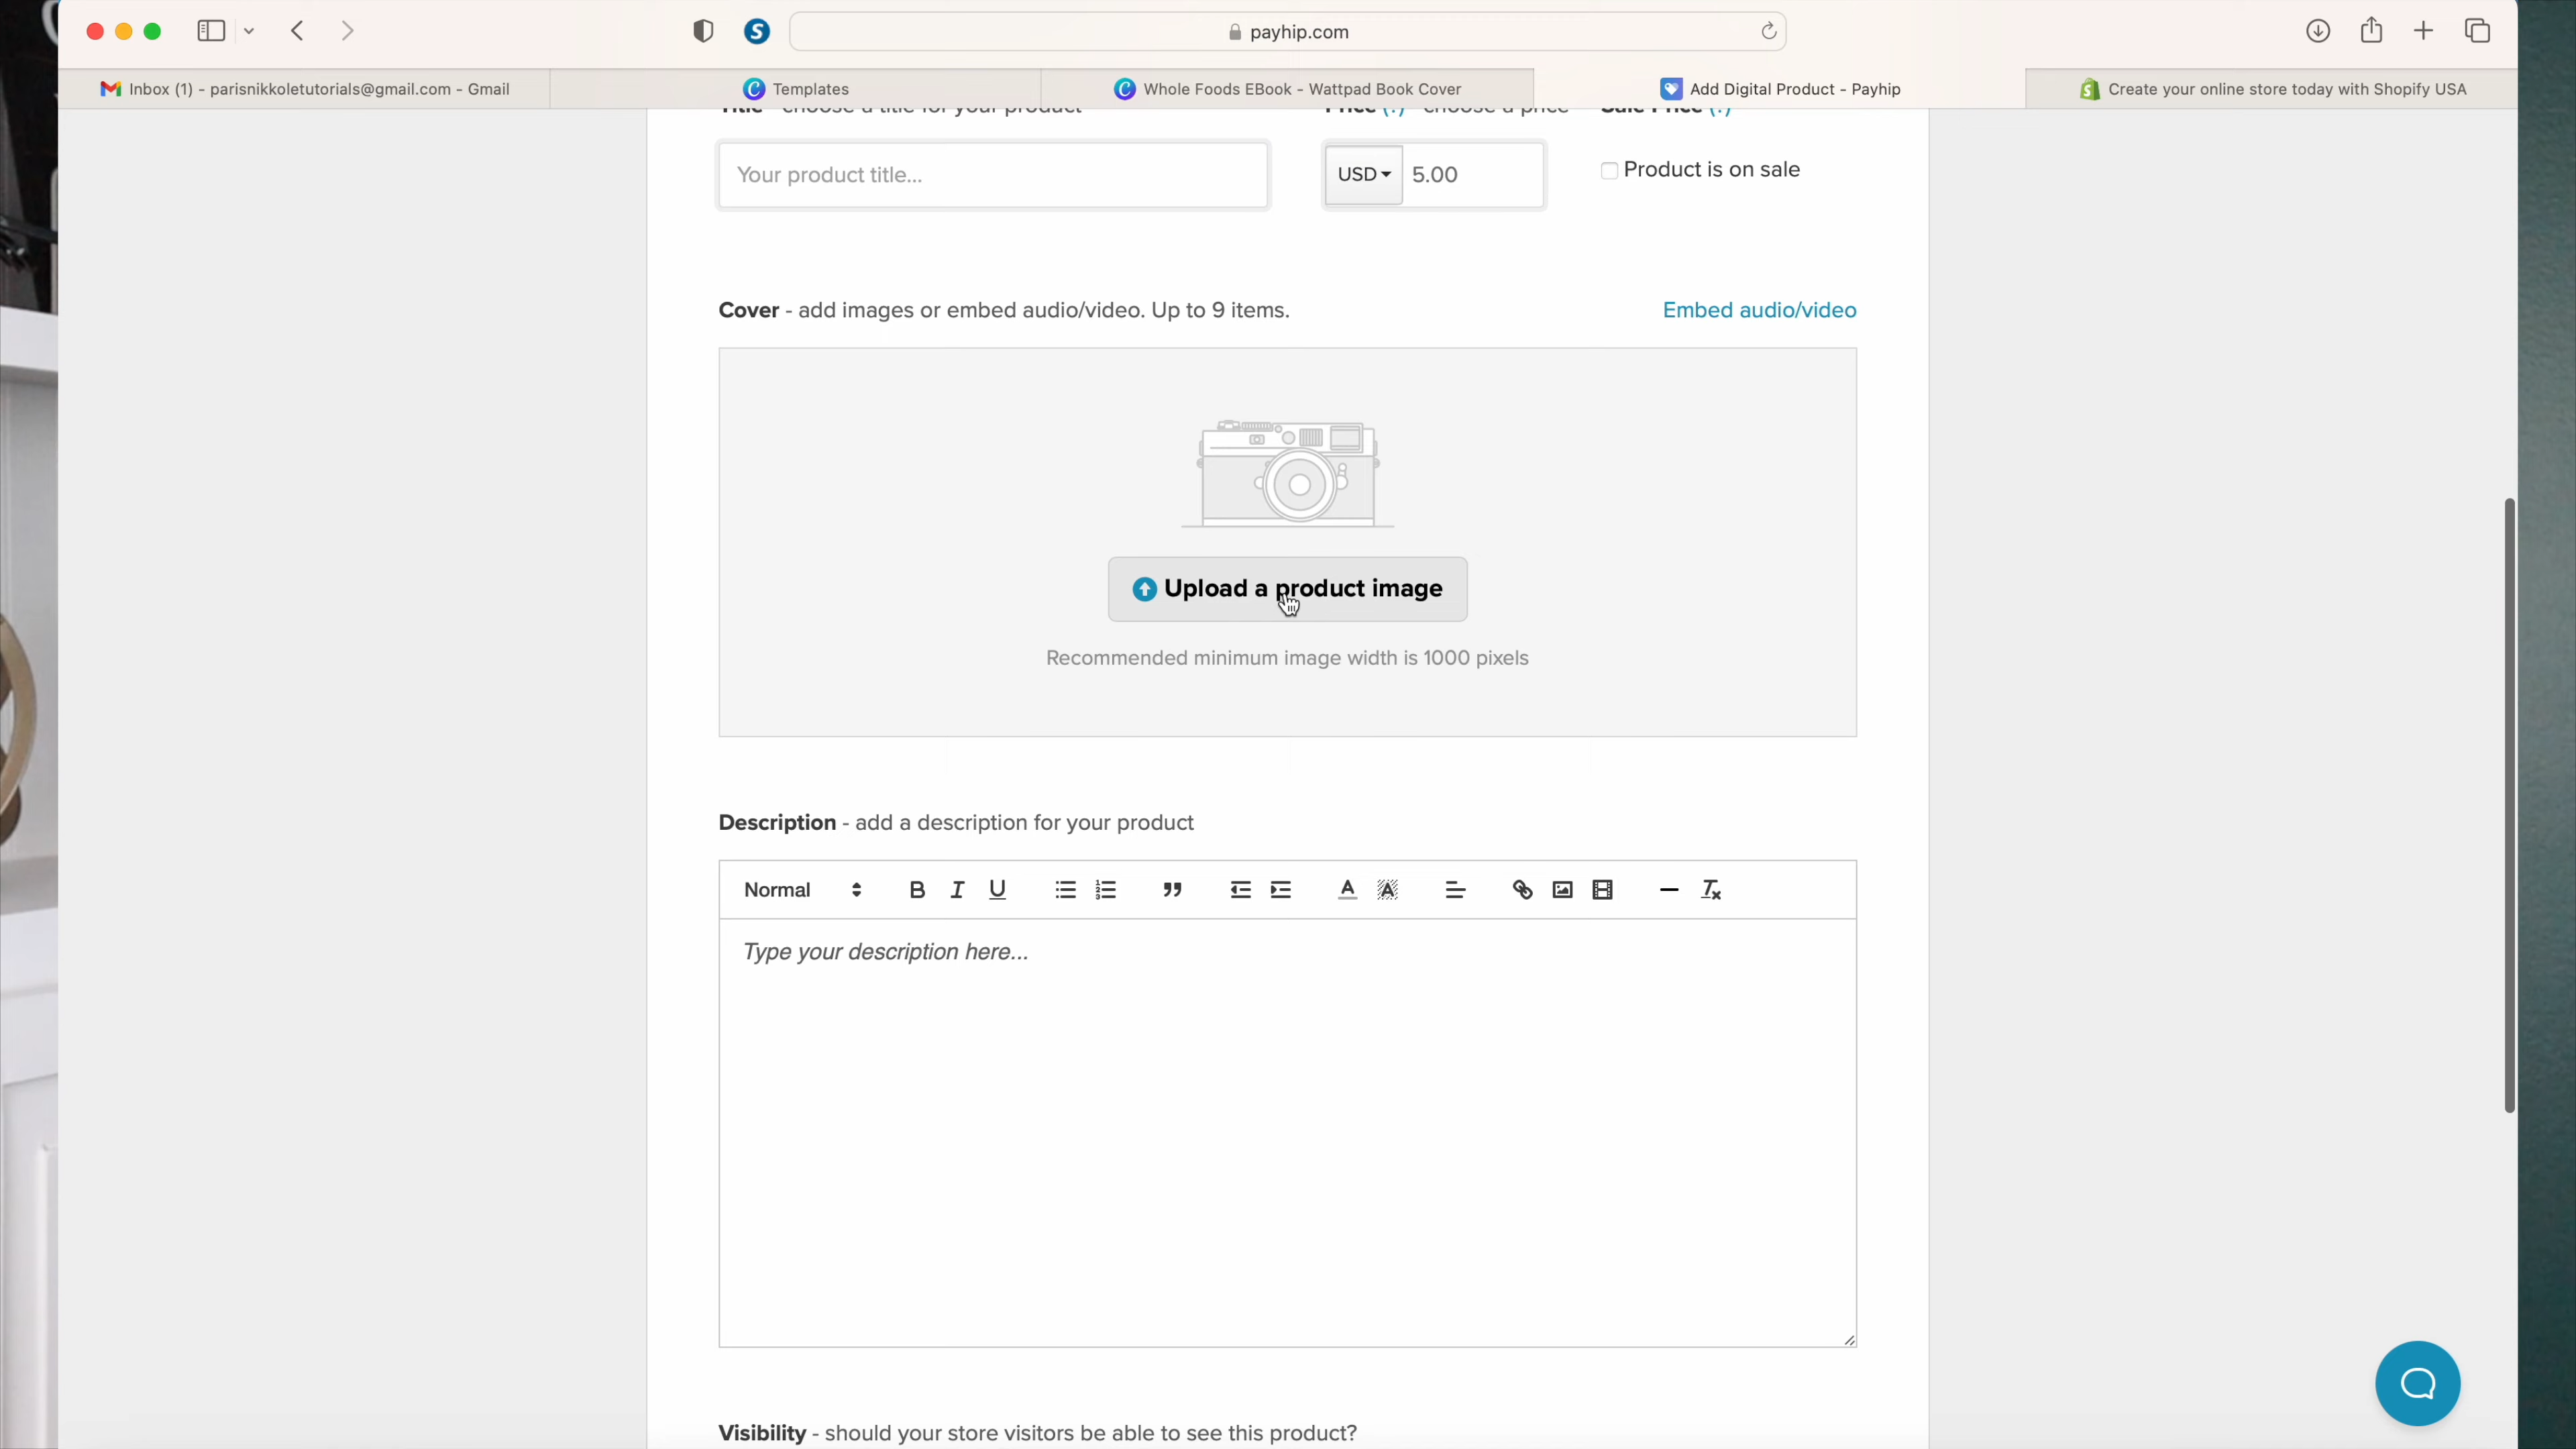 payhip.com
Inbox (1) - parisnikkoletutorials@gmail.com - Gmail
Templates
Whole Foods EBook - Wattpad Book Cover
Add Digital Product - Payhip
Create your online store today with Shopify USA
Title - choose a title for your product
Price (?) - choose a price
Sale Price (?)
Your product title...
USD
5.00
Product is on sale
Cover - add images or embed audio/video. Up to 9 items.
Embed audio/video
Upload a product image
Recommended minimum image width is 1000 pixels
Description - add a description for your product
Normal
Type your description here...
Visibility - should your store visitors be able to see this product?